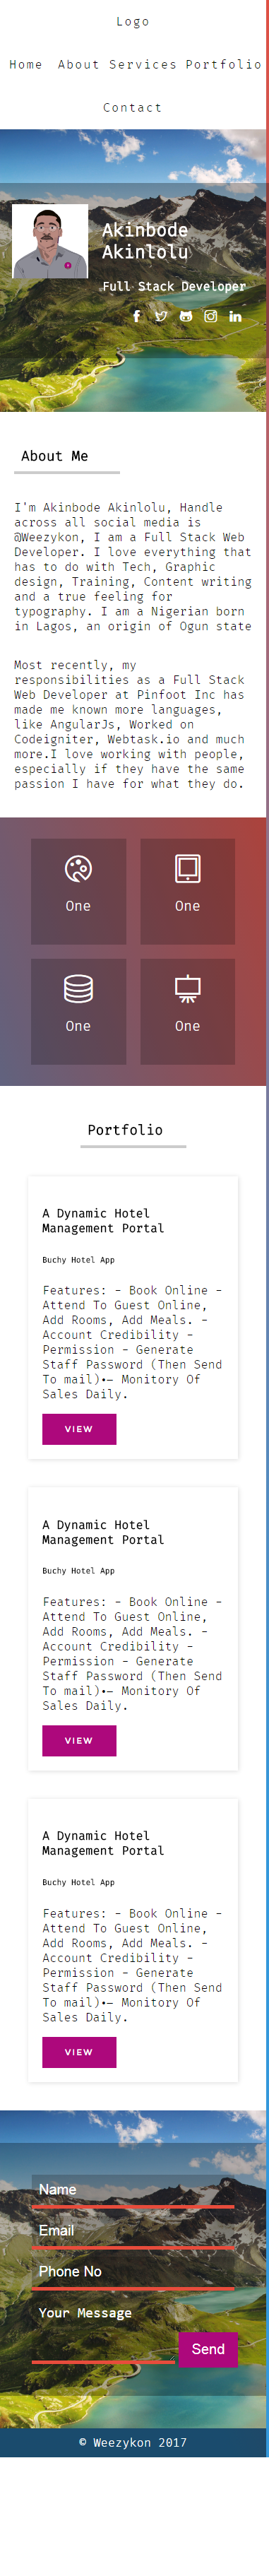 Logo
Home About Services Portfolio
Contact
Akinbode
Akinlolu
Full Stack Developer
About Me
I'm Akinbode Akinlolu, Handle
across all social media is
@Weezykon, I am a Full Stack Web
Developer. I love everything that
has to do with Tech, Graphic
design, Training, Content writing
and a true feeling for
typography. I am a Nigerian born
in Lagos, an origin of Ogun state
Most recently, my
responsibilities as a Full Stack
Web Developer at Pinfoot Inc has
made me known more languages,
like AngularJs, Worked on
Codeigniter, Webtask.io and much
more.I love working with people,
especially if they have the same
passion I have for what they do.
One One
One One
Portfolio
A Dynamic Hotel
Management Portal
Buchy Hotel App
Features: - Book Online -
Attend To Guest Online,
Add Rooms, Add Meals. -
Account Credibility -
Permission - Generate
Staff Password (Then Send
To mail)•— Monitory Of
Sales Daily.
VIEW
A Dynamic Hotel
Management Portal
Buchy Hotel App
Features: - Book Online -
Attend To Guest Online,
Add Rooms, Add Meals. -
Account Credibility -
Permission - Generate
Staff Password (Then Send
To mail)•— Monitory Of
Sales Daily.
VIEW
A Dynamic Hotel
Management Portal
Buchy Hotel App
Features: - Book Online -
Attend To Guest Online,
Add Rooms, Add Meals. -
Account Credibility -
Permission - Generate
Staff Password (Then Send
To mail)•— Monitory Of
Sales Daily.
VIEW
Name
Email
Phone No
Your Message
Send
© Weezykon 2017